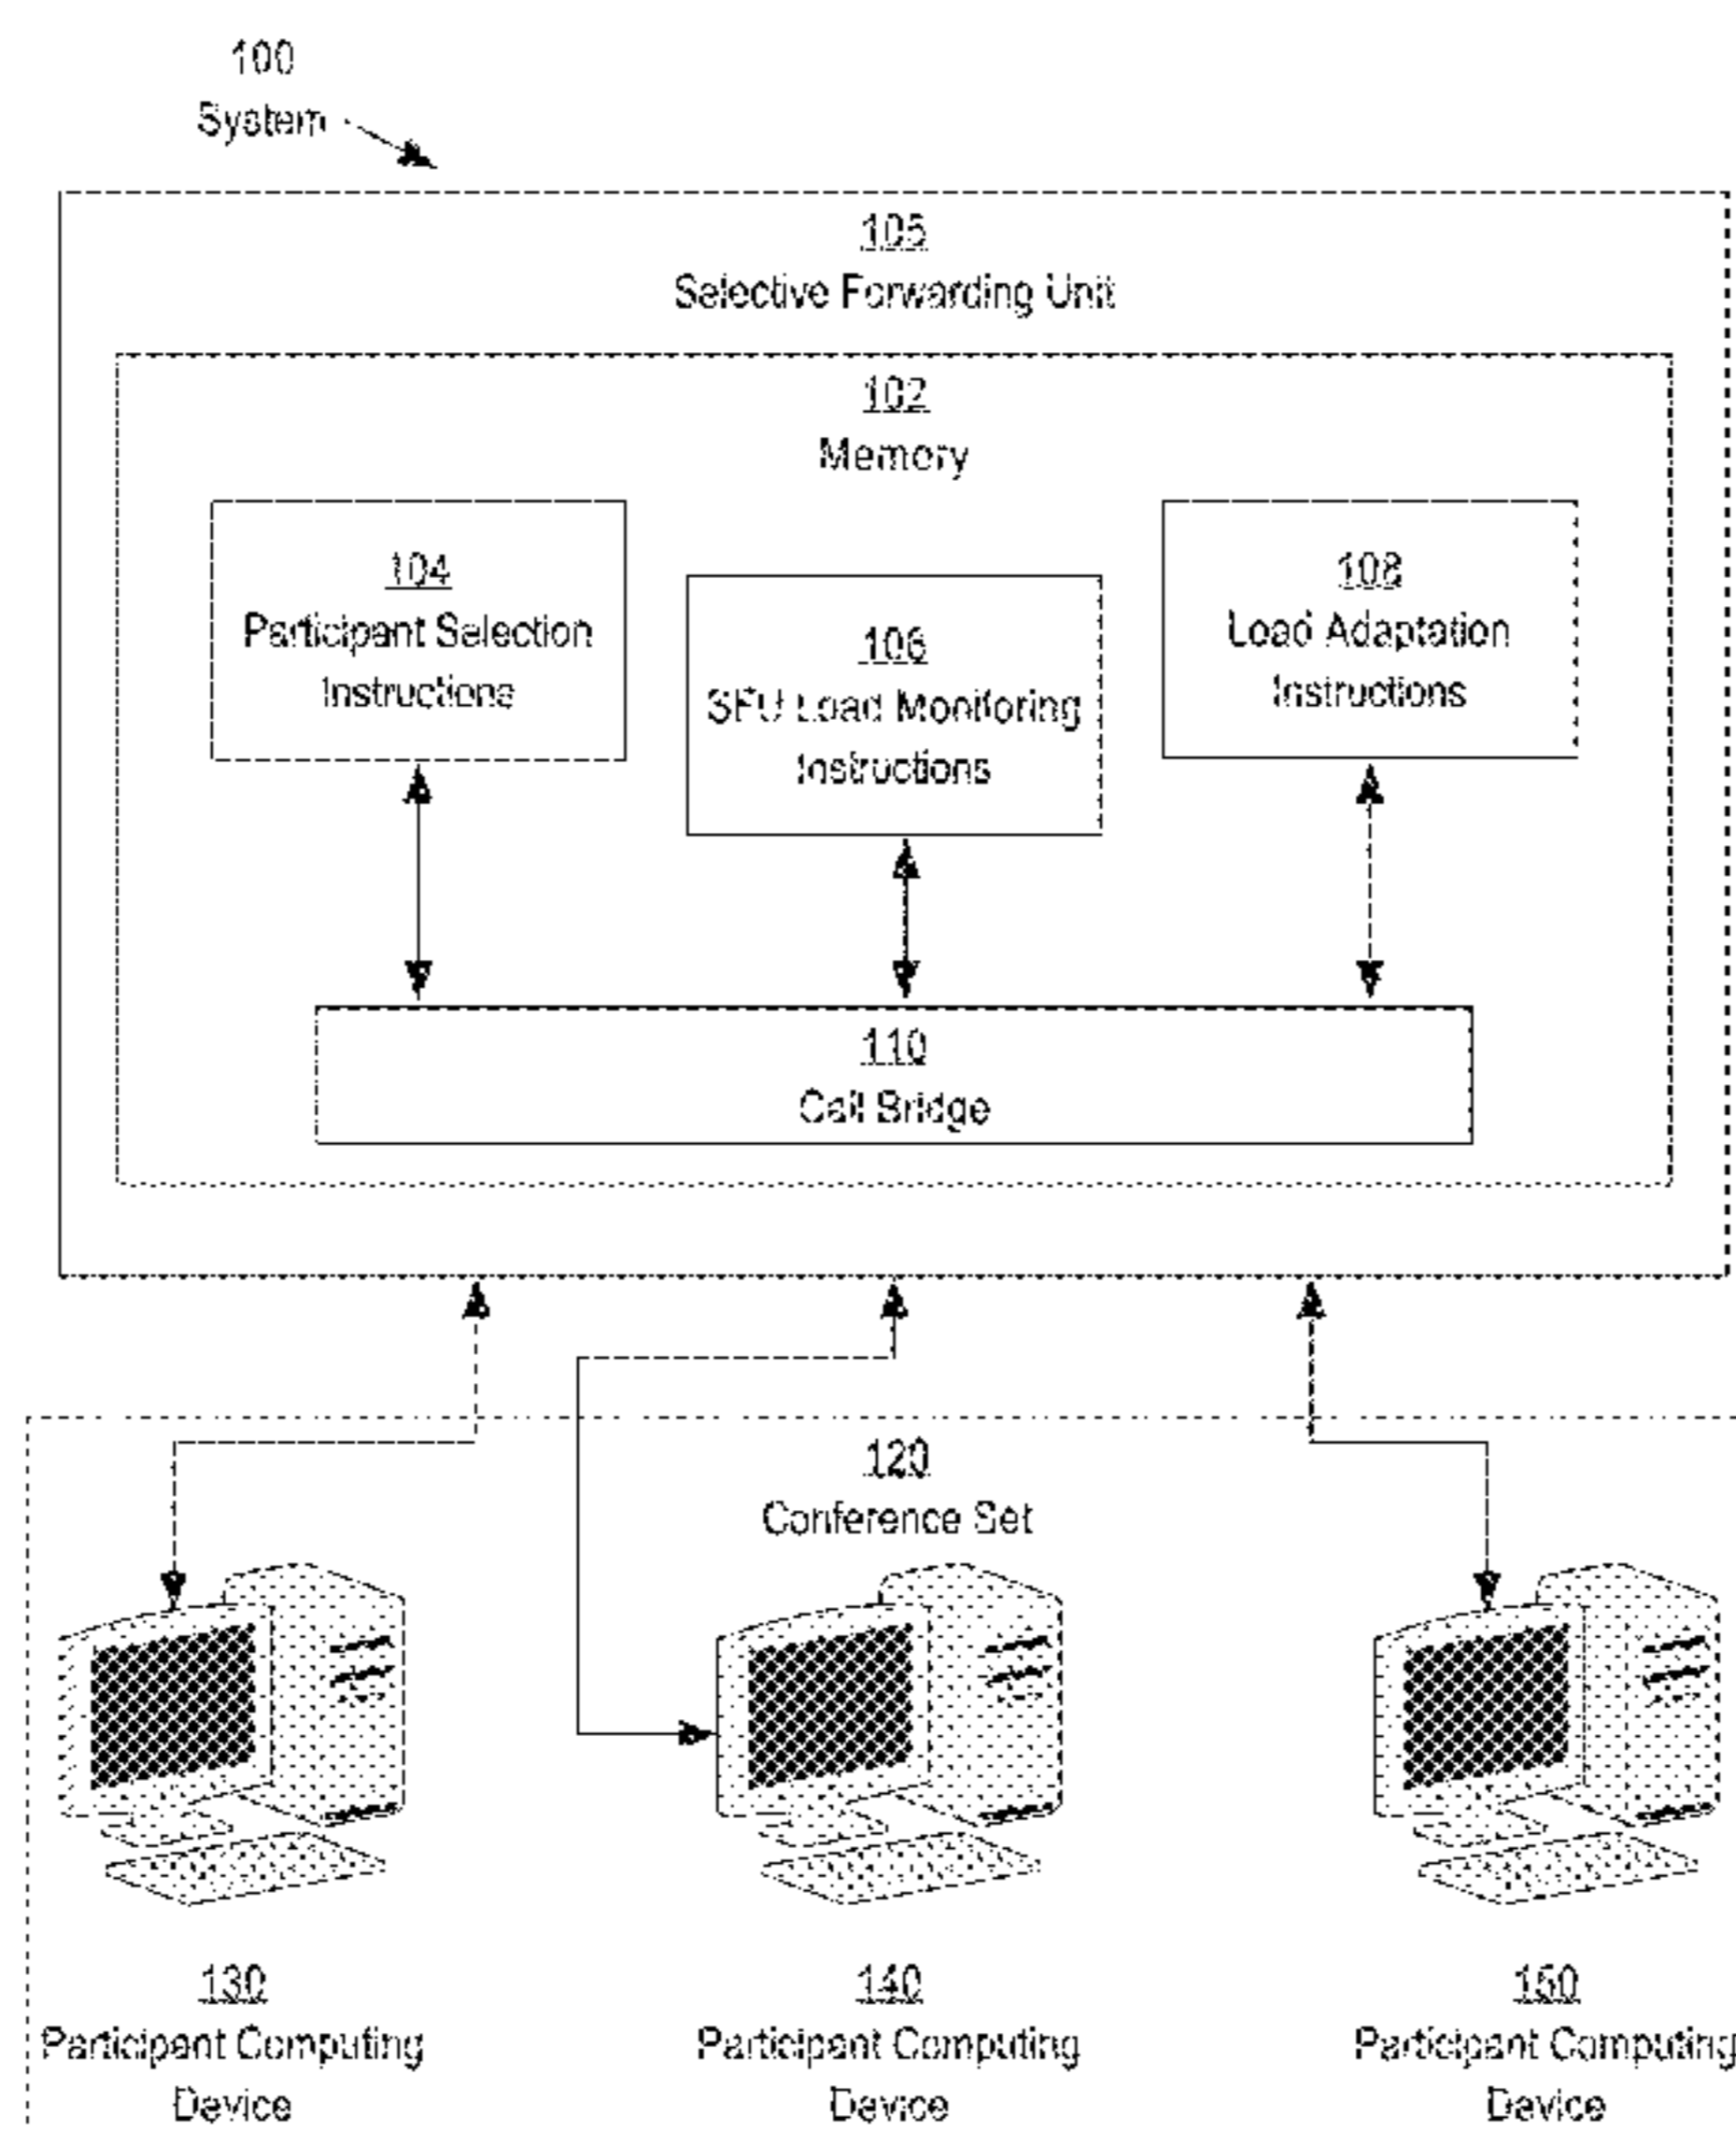 100
System
105
Selective Forwarding Unit
102
Memory
104
Participant Selection
Instructions
106
SFU Load Monitoring
Instructions
108
Load Adaptation
Instructions
110
Call Bridge
120
Conference Set
130
Participant Computing
Device
140
Participant Computing
Device
150
Participant Computing
Device